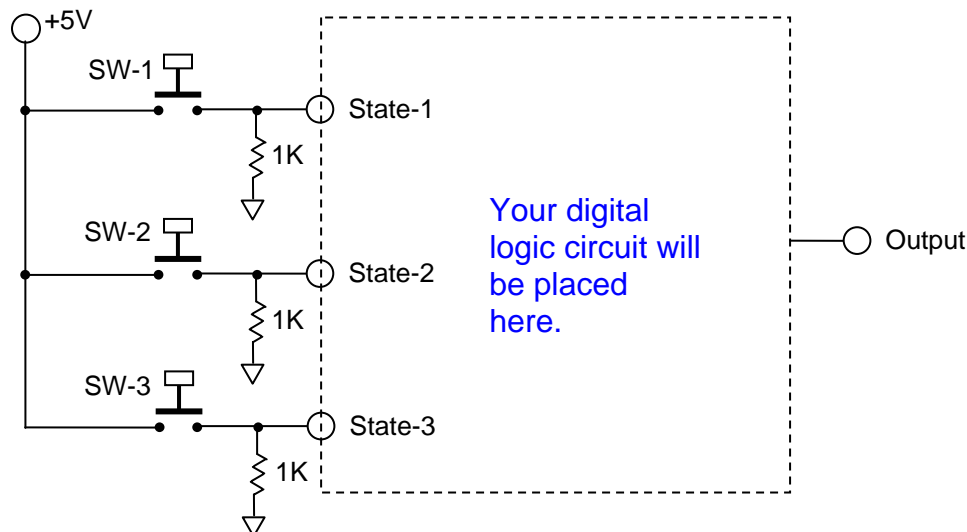 +5V
SW-1
State-1
1K
SW-2
State-2
1K
SW-3
State-3
1K
Your digital
logic circuit will
be placed
here.
Output